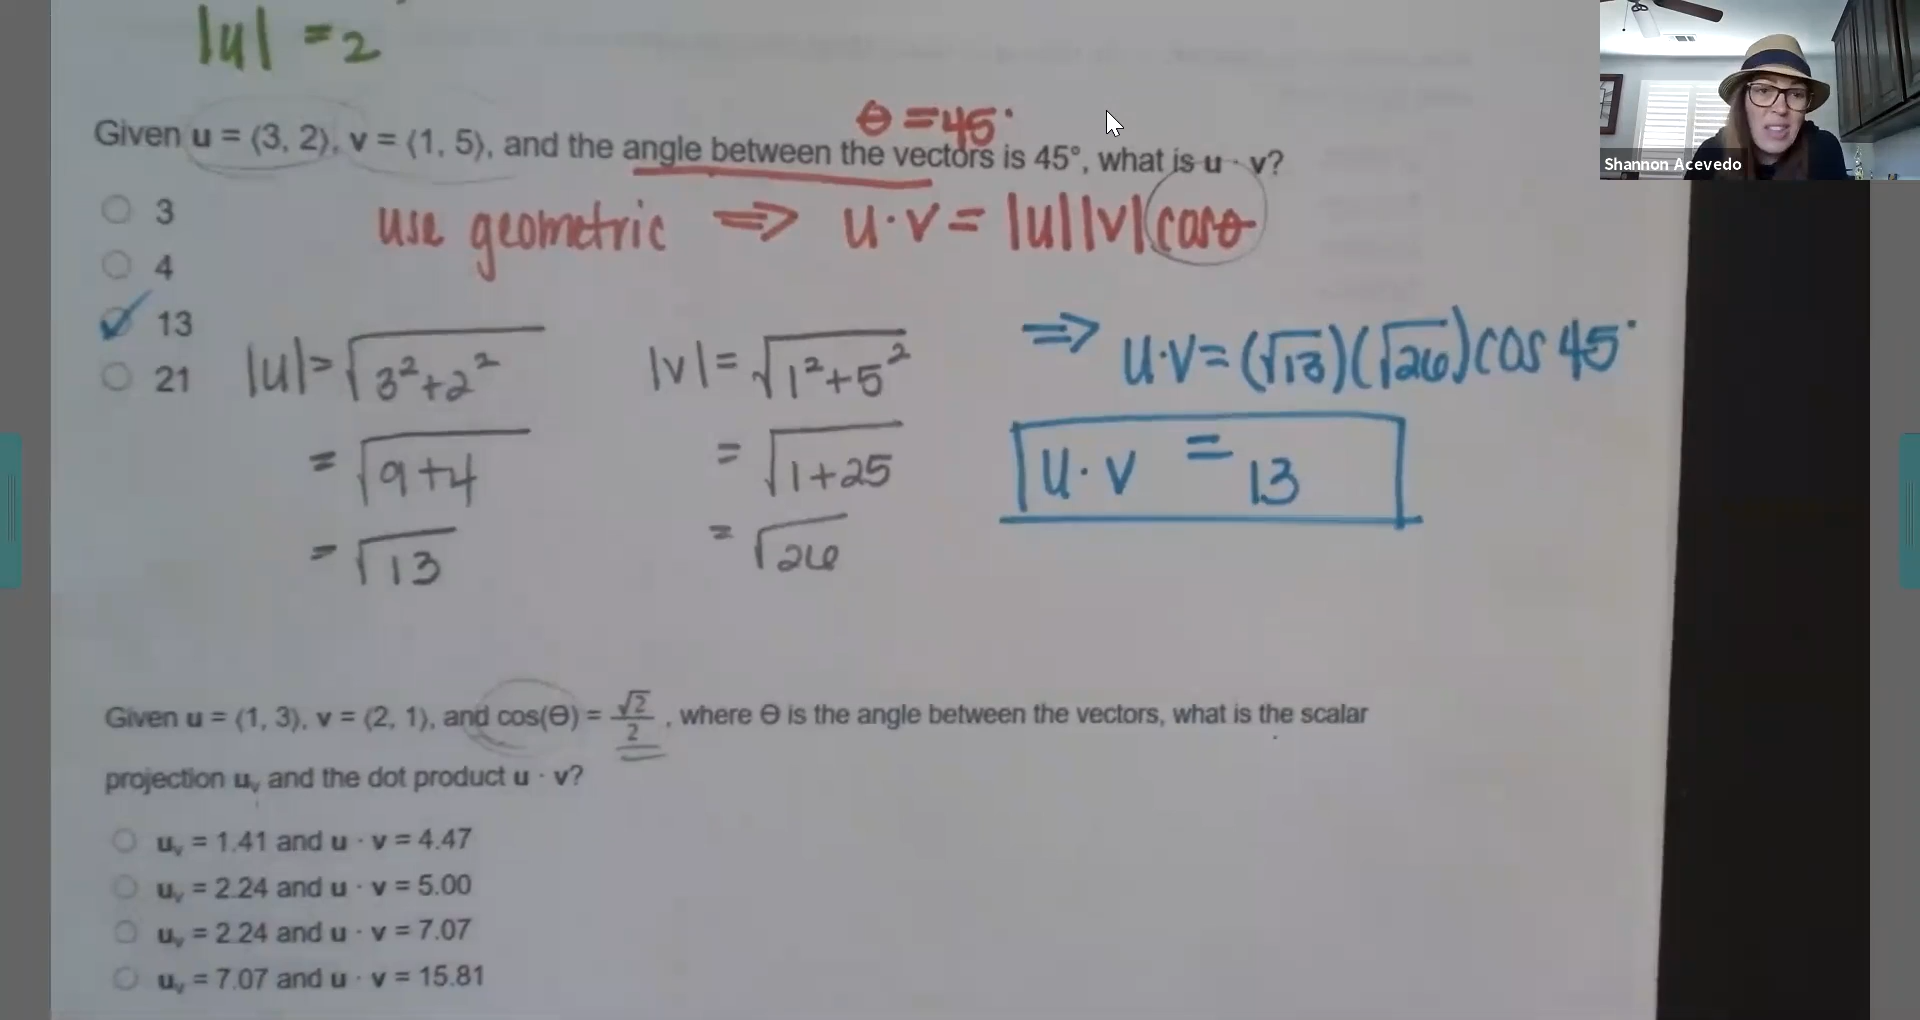 |u| = 2
θ = 45°
Given u = ⟨3, 2⟩, v = ⟨1, 5⟩, and the angle between the vectors is 45°, what is u · v?
Shannon Acevedo
3
use geometric ⇒ u·v = |u||v|cosθ
4
13
21
|u| = √3²+2²
|v| = √1²+5²
⇒ u·v = (√13)(√26)cos 45°
= √9+4
= √1+25
u·v = 13
= √13
= √26
Given u = ⟨1, 3⟩, v = ⟨2, 1⟩, and cos(Θ) = √2/2, where Θ is the angle between the vectors, what is the scalar
projection uᵥ and the dot product u · v?
uᵥ = 1.41 and u · v = 4.47
uᵥ = 2.24 and u · v = 5.00
uᵥ = 2.24 and u · v = 7.07
uᵥ = 7.07 and u · v = 15.81